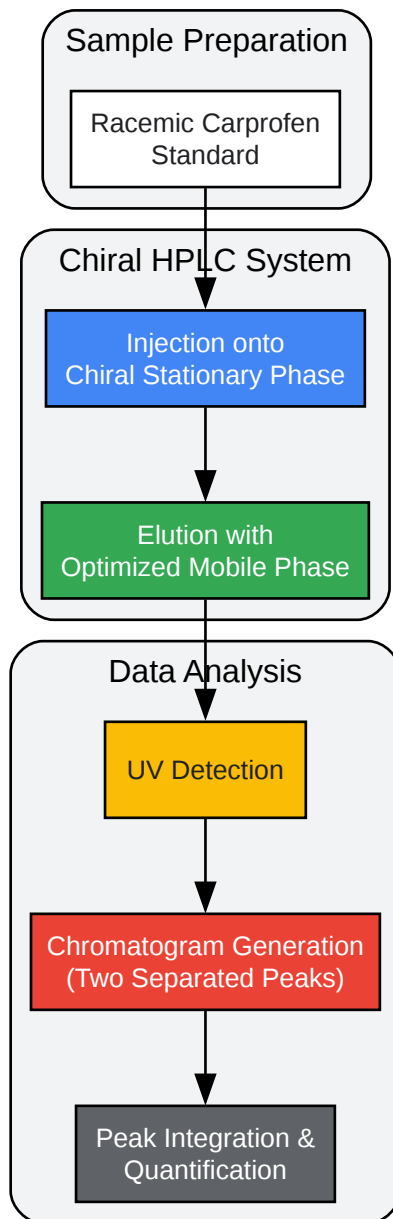 Sample Preparation
Racemic Carprofen
Standard
Chiral HPLC System
Injection onto
Chiral Stationary Phase
Elution with
Optimized Mobile Phase
Data Analysis
UV Detection
Chromatogram Generation
(Two Separated Peaks)
Peak Integration &
Quantification